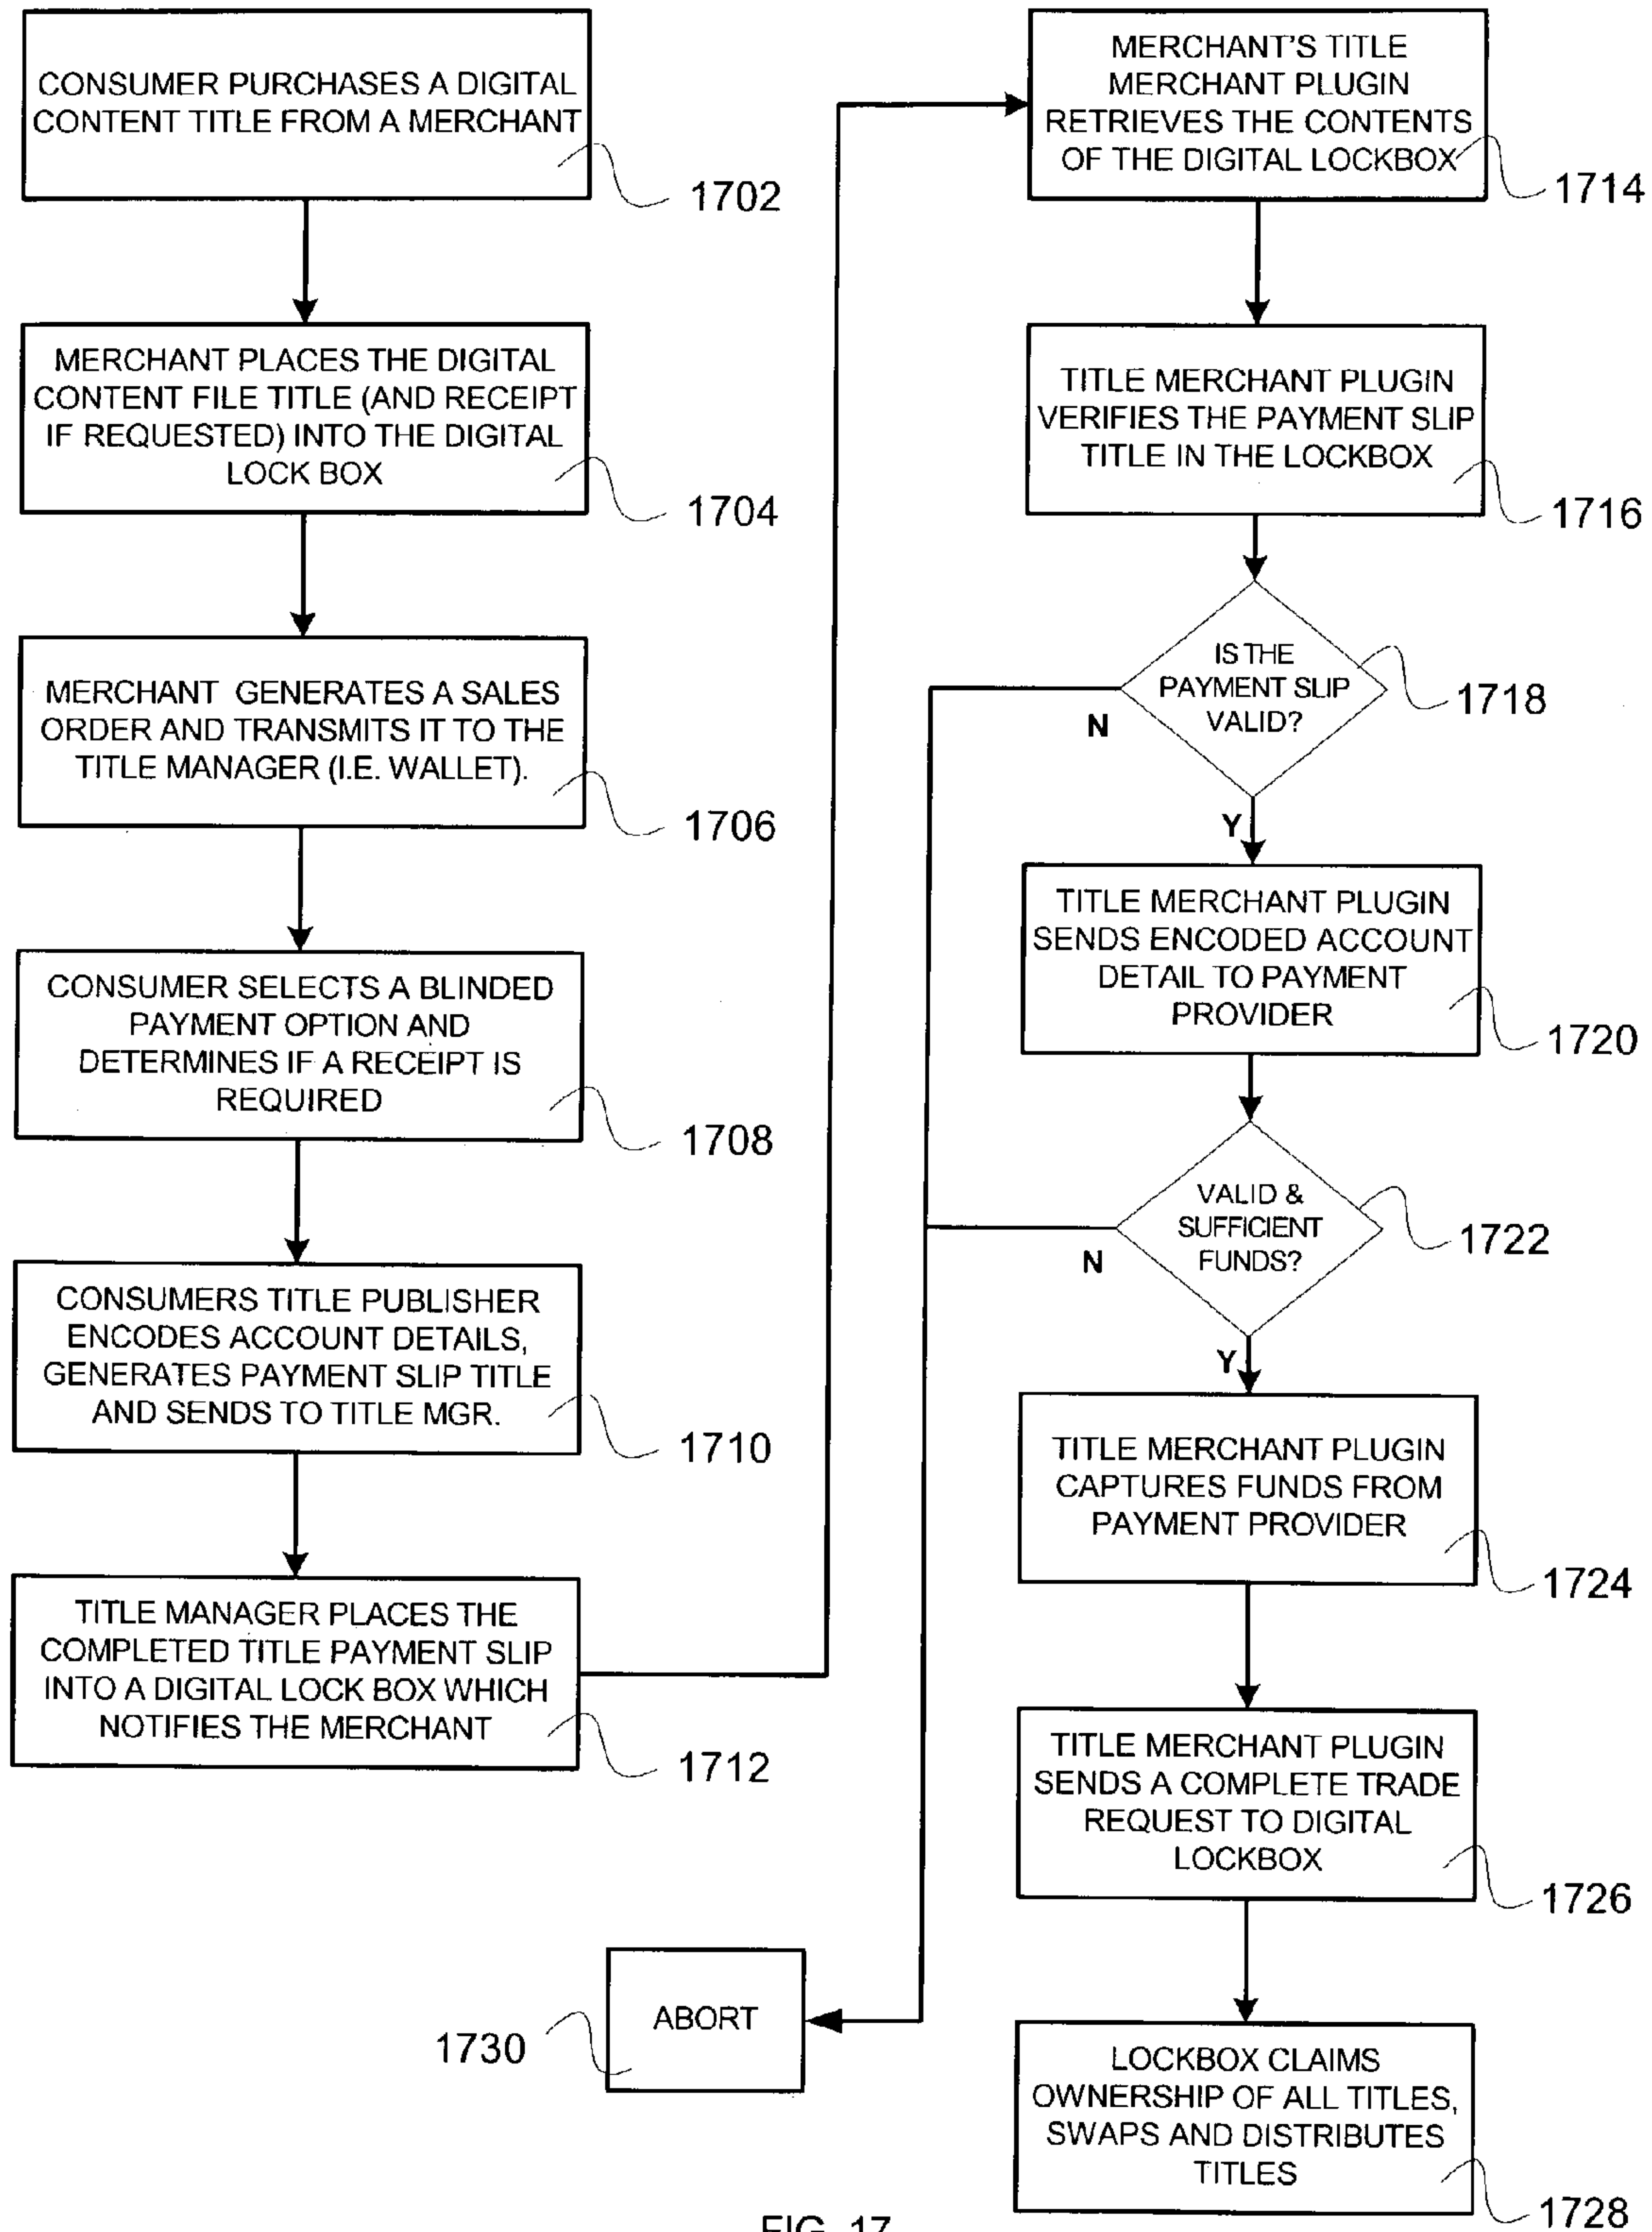 CONSUMER PURCHASES A DIGITAL
CONTENT TITLE FROM A MERCHANT
1702
MERCHANT PLACES THE DIGITAL
CONTENT FILE TITLE (AND RECEIPT
IF REQUESTED) INTO THE DIGITAL
LOCK BOX
1704
MERCHANT GENERATES A SALES
ORDER AND TRANSMITS IT TO THE
TITLE MANAGER (I.E. WALLET).
1706
CONSUMER SELECTS A BLINDED
PAYMENT OPTION AND
DETERMINES IF A RECEIPT IS
REQUIRED
1708
CONSUMERS TITLE PUBLISHER
ENCODES ACCOUNT DETAILS,
GENERATES PAYMENT SLIP TITLE
AND SENDS TO TITLE MGR.
1710
TITLE MANAGER PLACES THE
COMPLETED TITLE PAYMENT SLIP
INTO A DIGITAL LOCK BOX WHICH
NOTIFIES THE MERCHANT
1712
MERCHANT'S TITLE
MERCHANT PLUGIN
RETRIEVES THE CONTENTS
OF THE DIGITAL LOCKBOX
1714
TITLE MERCHANT PLUGIN
VERIFIES THE PAYMENT SLIP
TITLE IN THE LOCKBOX
1716
IS THE
PAYMENT SLIP
VALID?
1718
N
Y
TITLE MERCHANT PLUGIN
SENDS ENCODED ACCOUNT
DETAIL TO PAYMENT
PROVIDER
1720
VALID &
SUFFICIENT
FUNDS?
1722
N
Y
TITLE MERCHANT PLUGIN
CAPTURES FUNDS FROM
PAYMENT PROVIDER
1724
TITLE MERCHANT PLUGIN
SENDS A COMPLETE TRADE
REQUEST TO DIGITAL
LOCKBOX
1726
ABORT
1730
LOCKBOX CLAIMS
OWNERSHIP OF ALL TITLES,
SWAPS AND DISTRIBUTES
TITLES
1728
FIG. 17